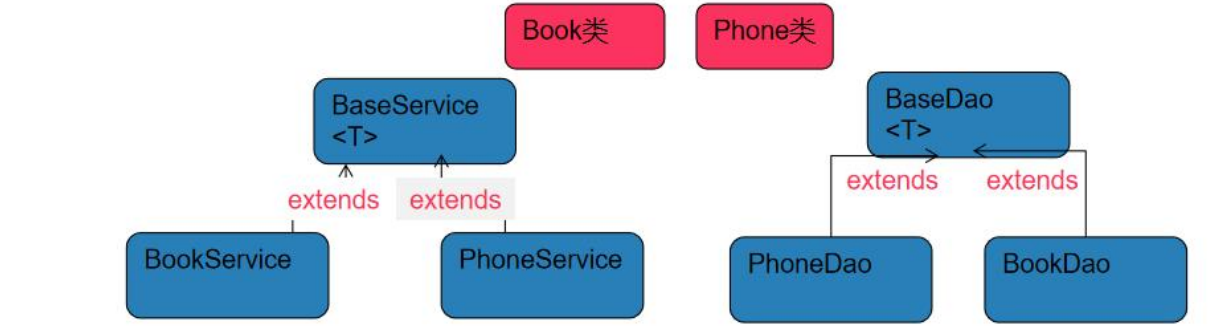 Book类
Phone类
BaseService
<T>
BaseDao
<T>
extends
extends
extends
extends
BookService
PhoneService
PhoneDao
BookDao